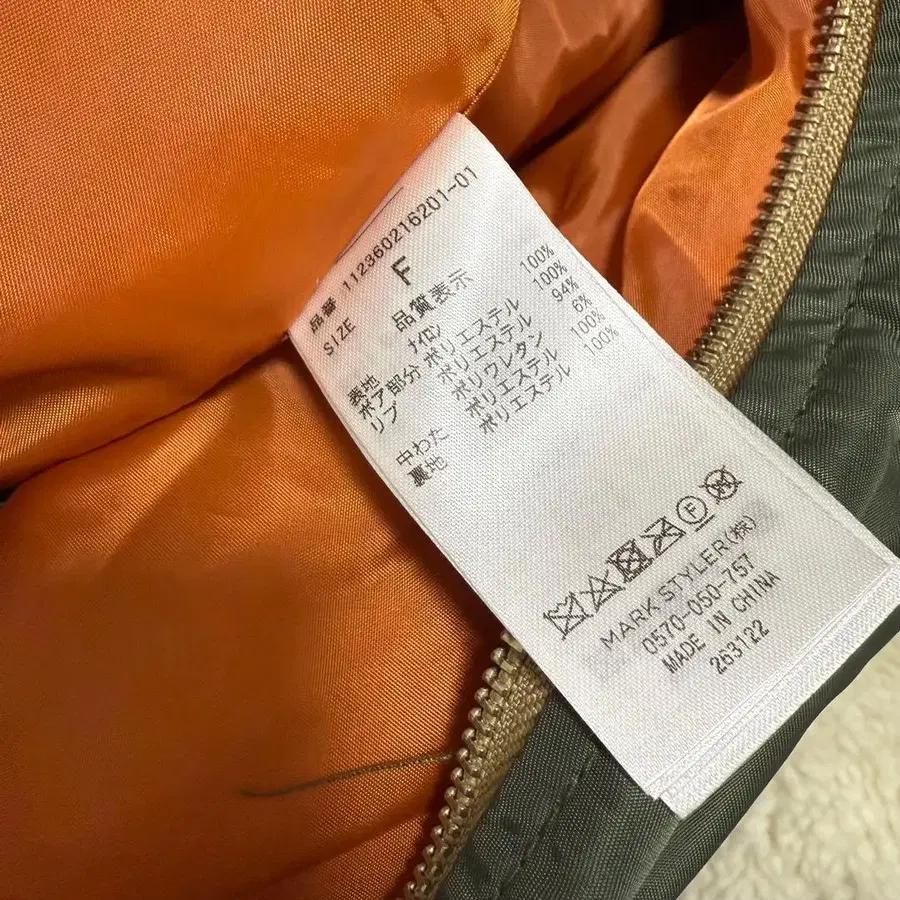 品番 112360216201-01
SIZE F
品質表示
表地 ナイロン 100%
ボア部分 ポリエステル 100%
リブ ポリエステル 94%
ポリウレタン 6%
中わた ポリエステル 100%
裏地 ポリエステル 100%
F
MARK STYLER(株)
0570-050-757
MADE IN CHINA
263122